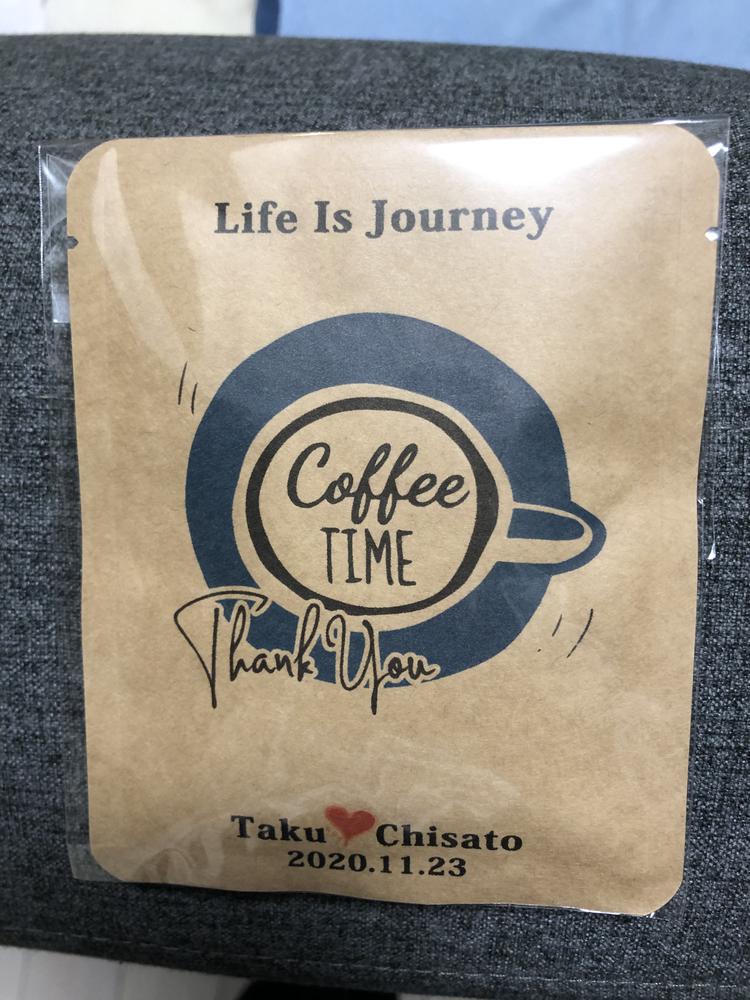 Life Is Journey
Coffee
TIME
Thank You
Taku❤Chisato
2020.11.23